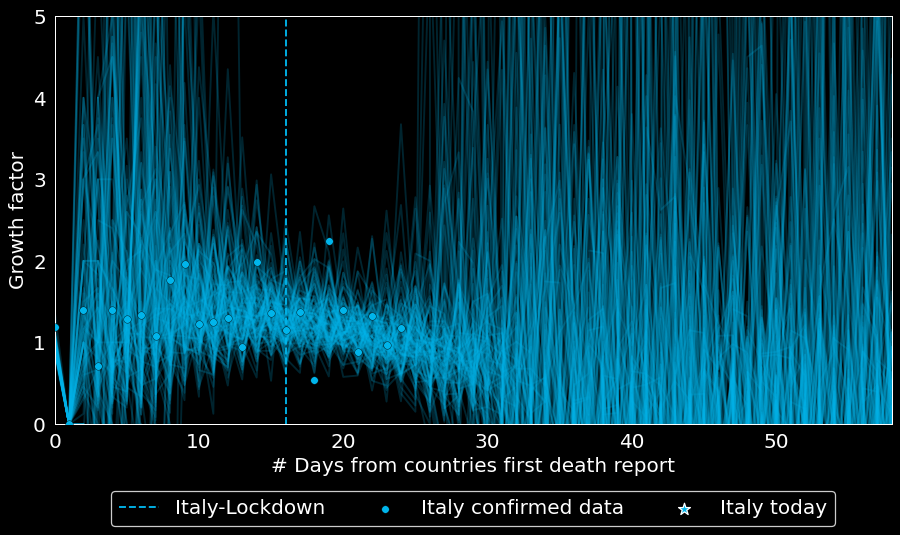 5
4
3
2
1
0
Growth factor
0 10 20 30 40 50
# Days from countries first death report
Italy-Lockdown Italy confirmed data Italy today